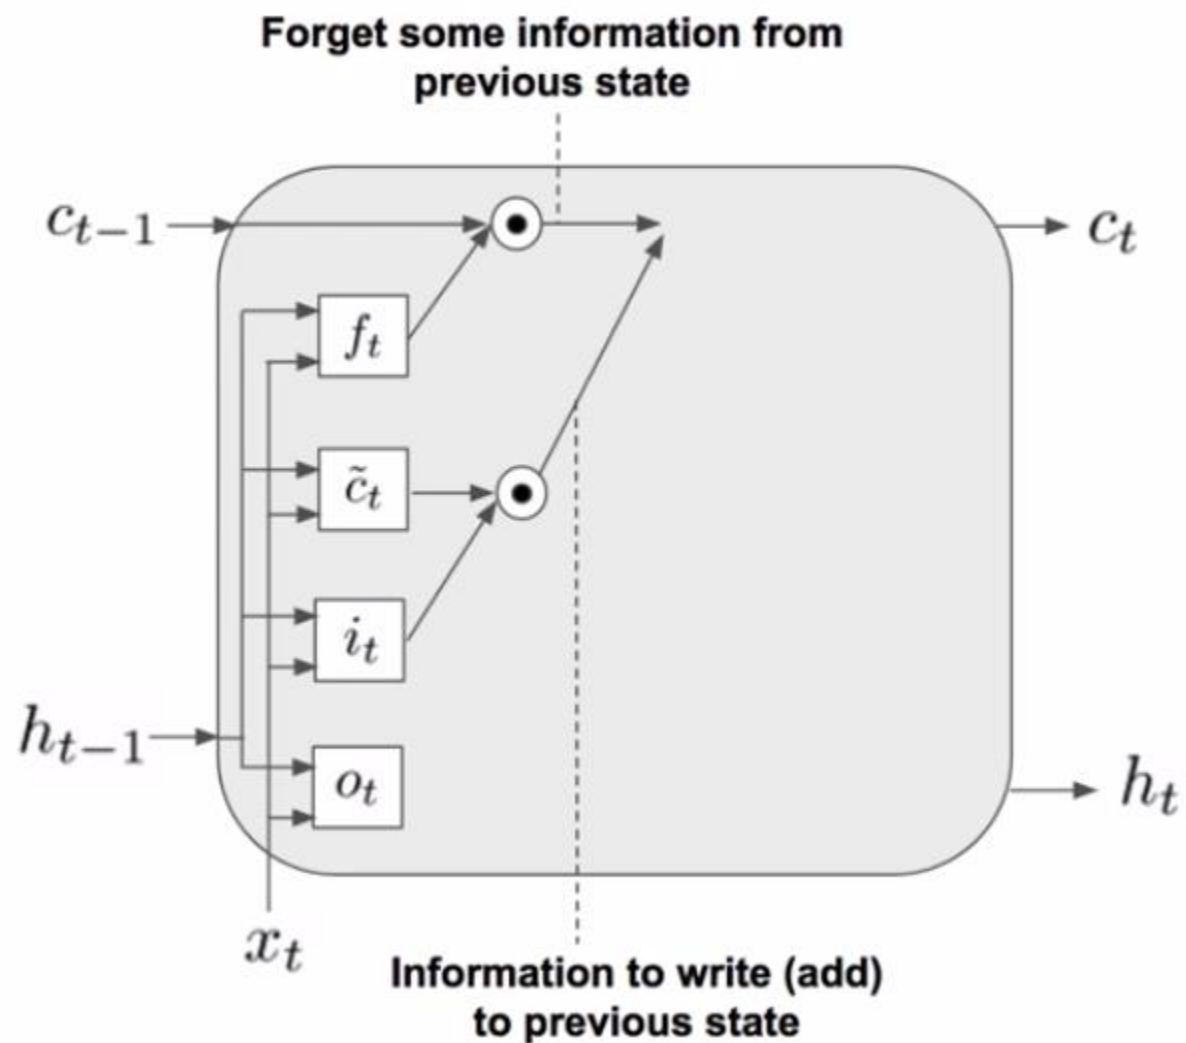 Forget some information from
previous state
c_{t-1}
c_t
f_t
c̃_t
i_t
h_{t-1}
o_t
h_t
x_t
Information to write (add)
to previous state